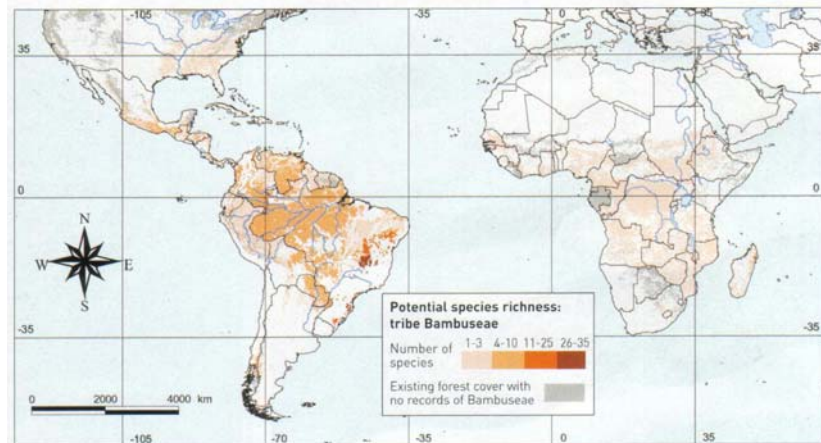 -105 -35 0 35
35 35
0 0
N
W E
S
-35 -35
Potential species richness:
tribe Bambuseae
Number of species
1-3 4-10 11-25 26-35
Existing forest cover with
no records of Bambuseae
0 2000 4000 km
-105 -70 0 35